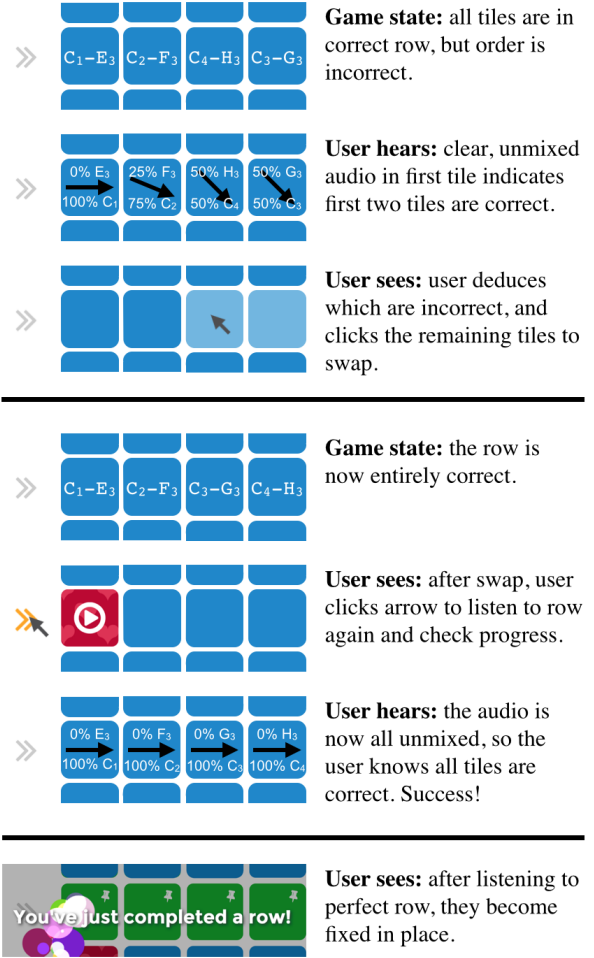 C₁–E₃ C₂–F₃ C₄–H₃ C₃–G₃
Game state: all tiles are in
correct row, but order is
incorrect.
0% E₃ 25% F₃ 50% H₃ 50% G₃
100% C₁ 75% C₂ 50% C₄ 50% C₃
User hears: clear, unmixed
audio in first tile indicates
first two tiles are correct.
User sees: user deduces
which are incorrect, and
clicks the remaining tiles to
swap.
C₁–E₃ C₂–F₃ C₃–G₃ C₄–H₃
Game state: the row is
now entirely correct.
User sees: after swap, user
clicks arrow to listen to row
again and check progress.
0% E₃ 0% F₃ 0% G₃ 0% H₃
100% C₁ 100% C₂ 100% C₃ 100% C₄
User hears: the audio is
now all unmixed, so the
user knows all tiles are
correct. Success!
You've just completed a row!
User sees: after listening to
perfect row, they become
fixed in place.